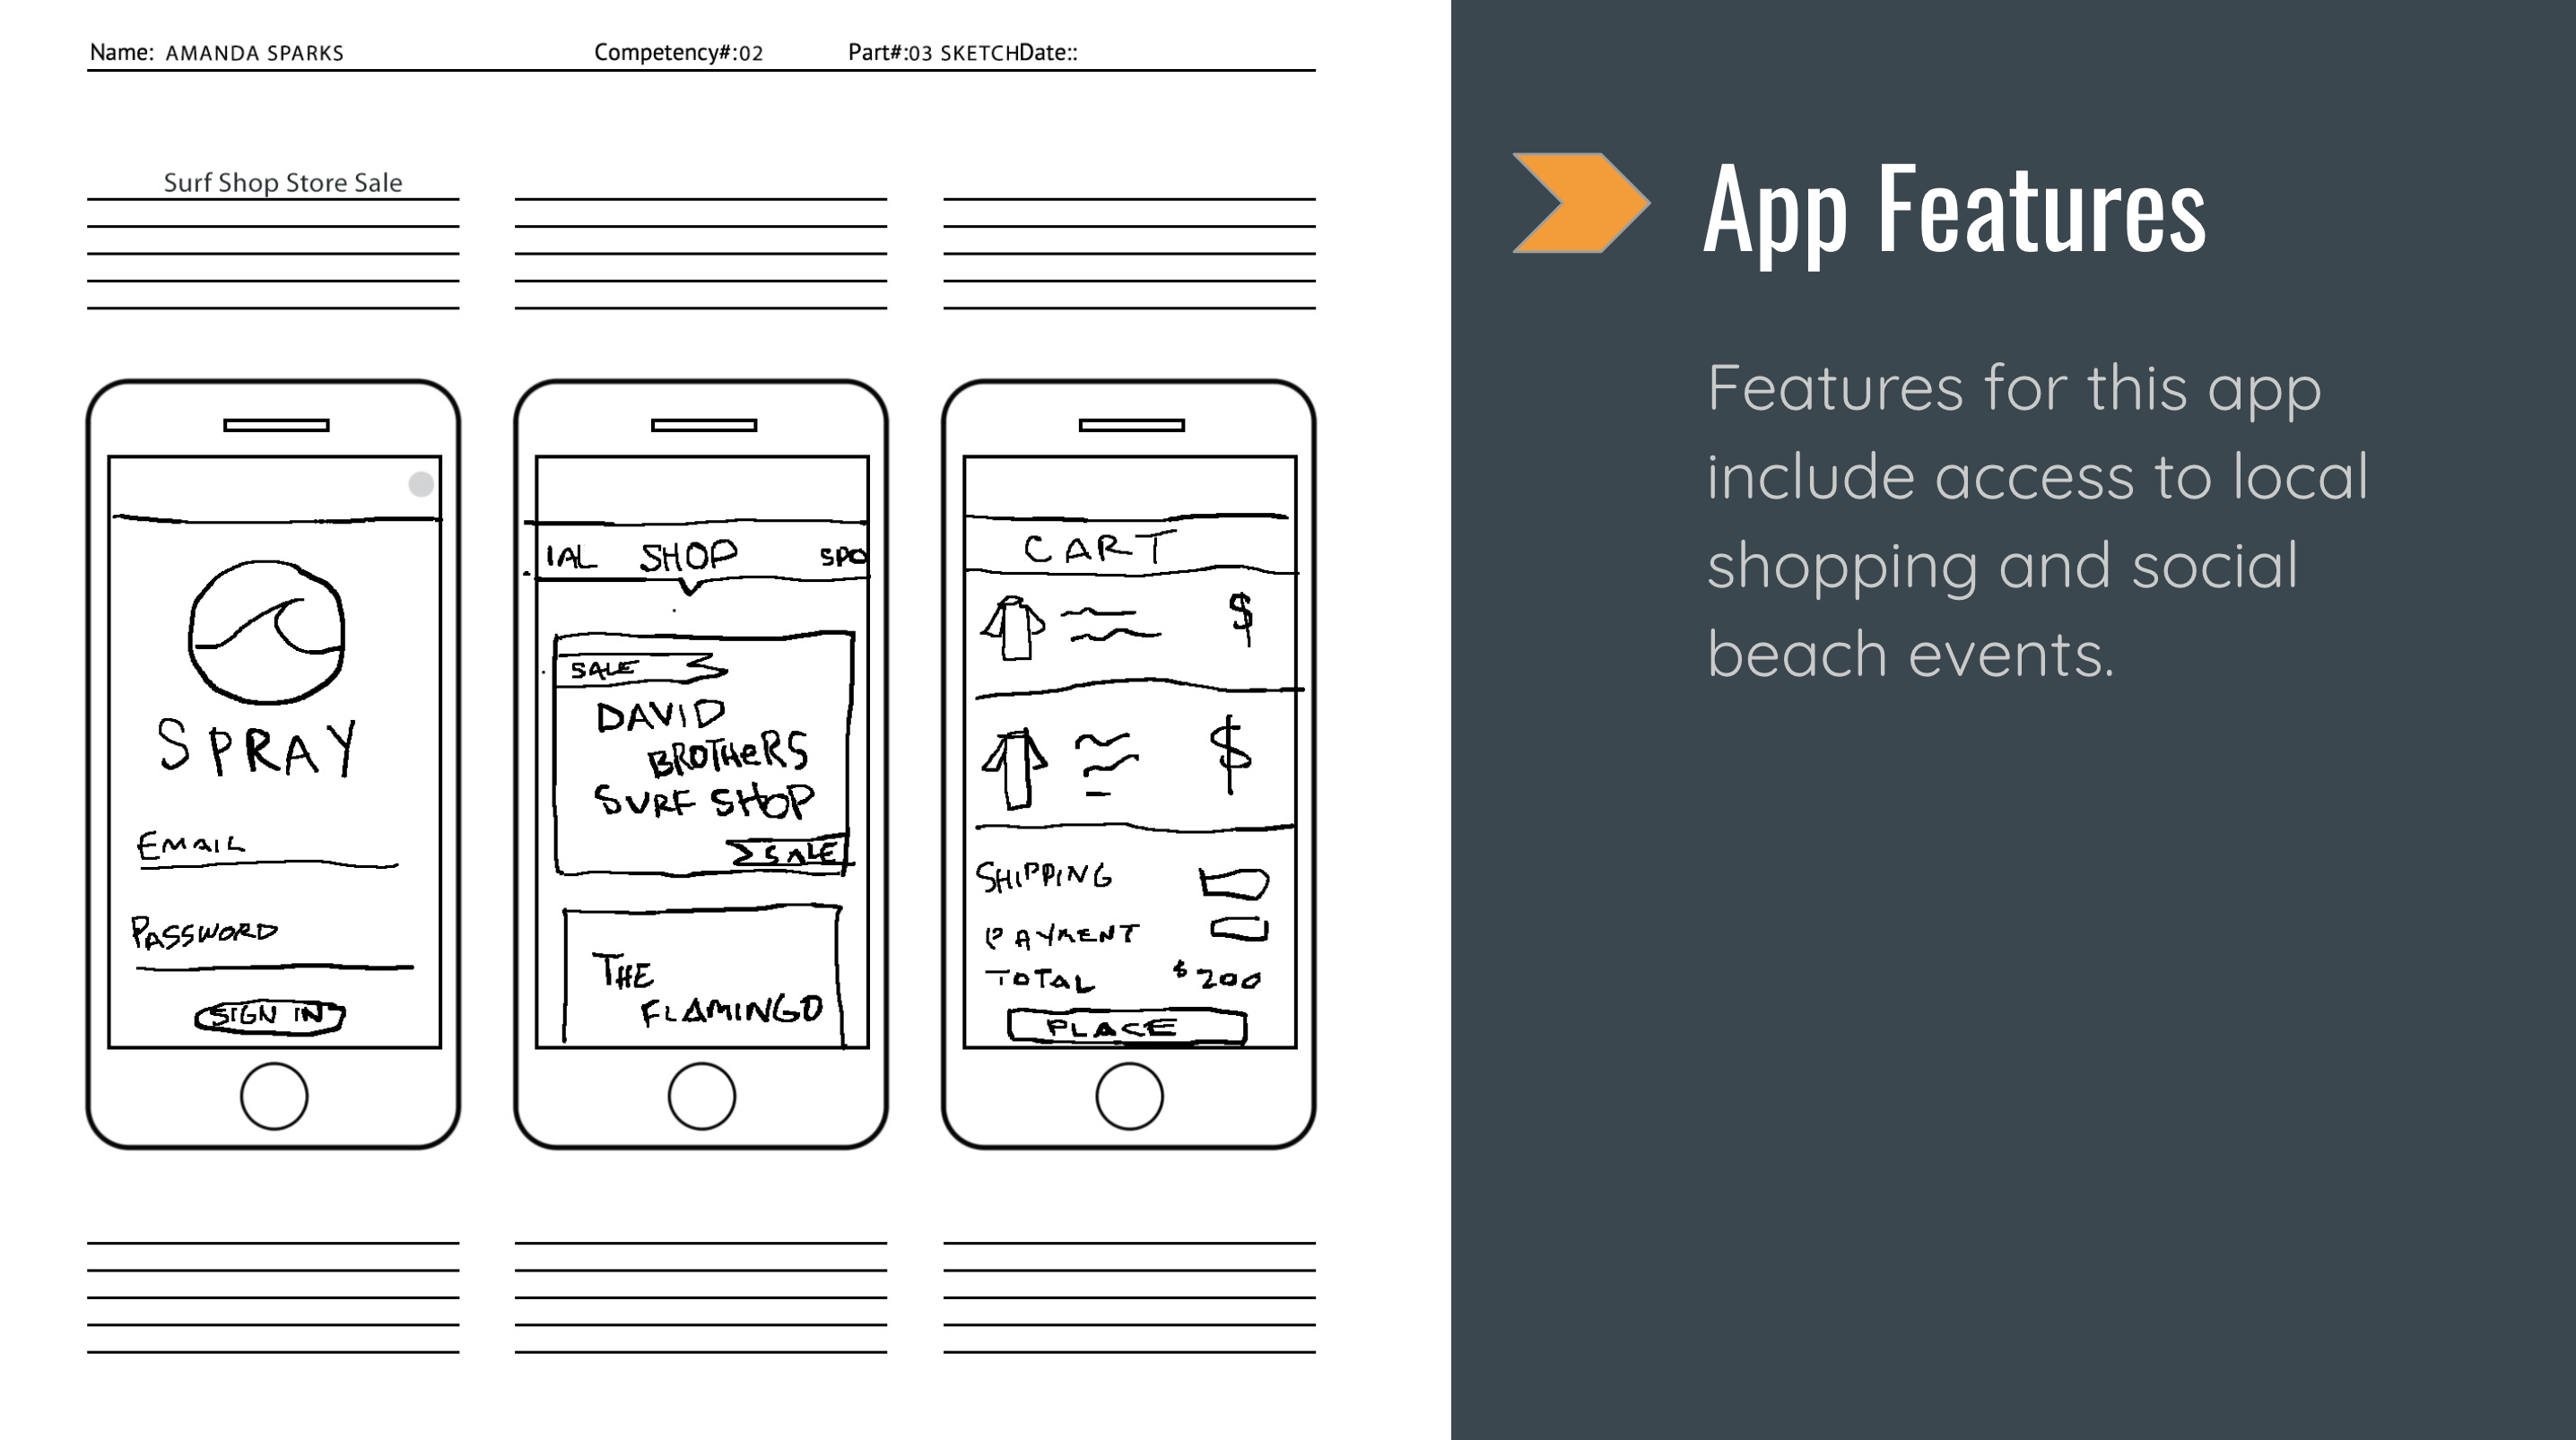 Name: AMANDA SPARKS Competency#:02 Part#:03 SKETCHDate::
Surf Shop Store Sale
SPRAY
EMAIL
PASSWORD
SIGN IN
IAL SHOP SPO
SALE
DAVID
BROTHeRS
SURF SHOP
SALE
THE
FLAMINGO
CART
$
$
SHIPPING
PAYMENT
TOTAL $200
PLACE
App Features
Features for this app
include access to local
shopping and social
beach events.